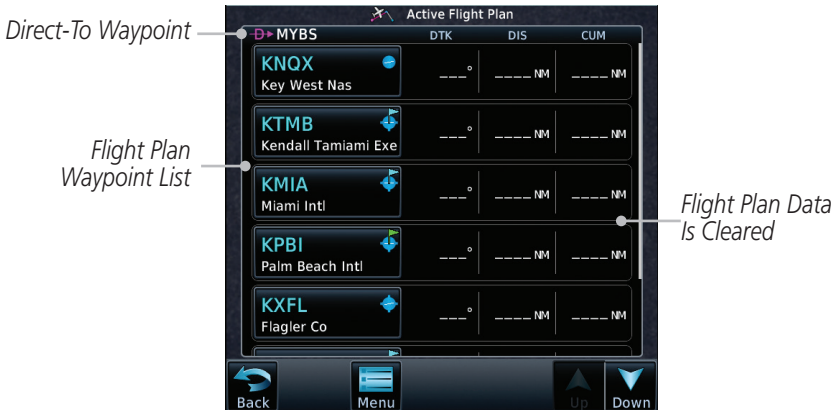 Active Flight Plan
Direct-To Waypoint
D MYBS DTK DIS CUM
KNQX
Key West Nas
___° ____NM ____NM
KTMB
Kendall Tamiami Exe
___° ____NM ____NM
Flight Plan
Waypoint List
KMIA
Miami Intl
___° ____NM ____NM
Flight Plan Data
Is Cleared
KPBI
Palm Beach Intl
___° ____NM ____NM
KXFL
Flagler Co
___° ____NM ____NM
Back Menu Up Down